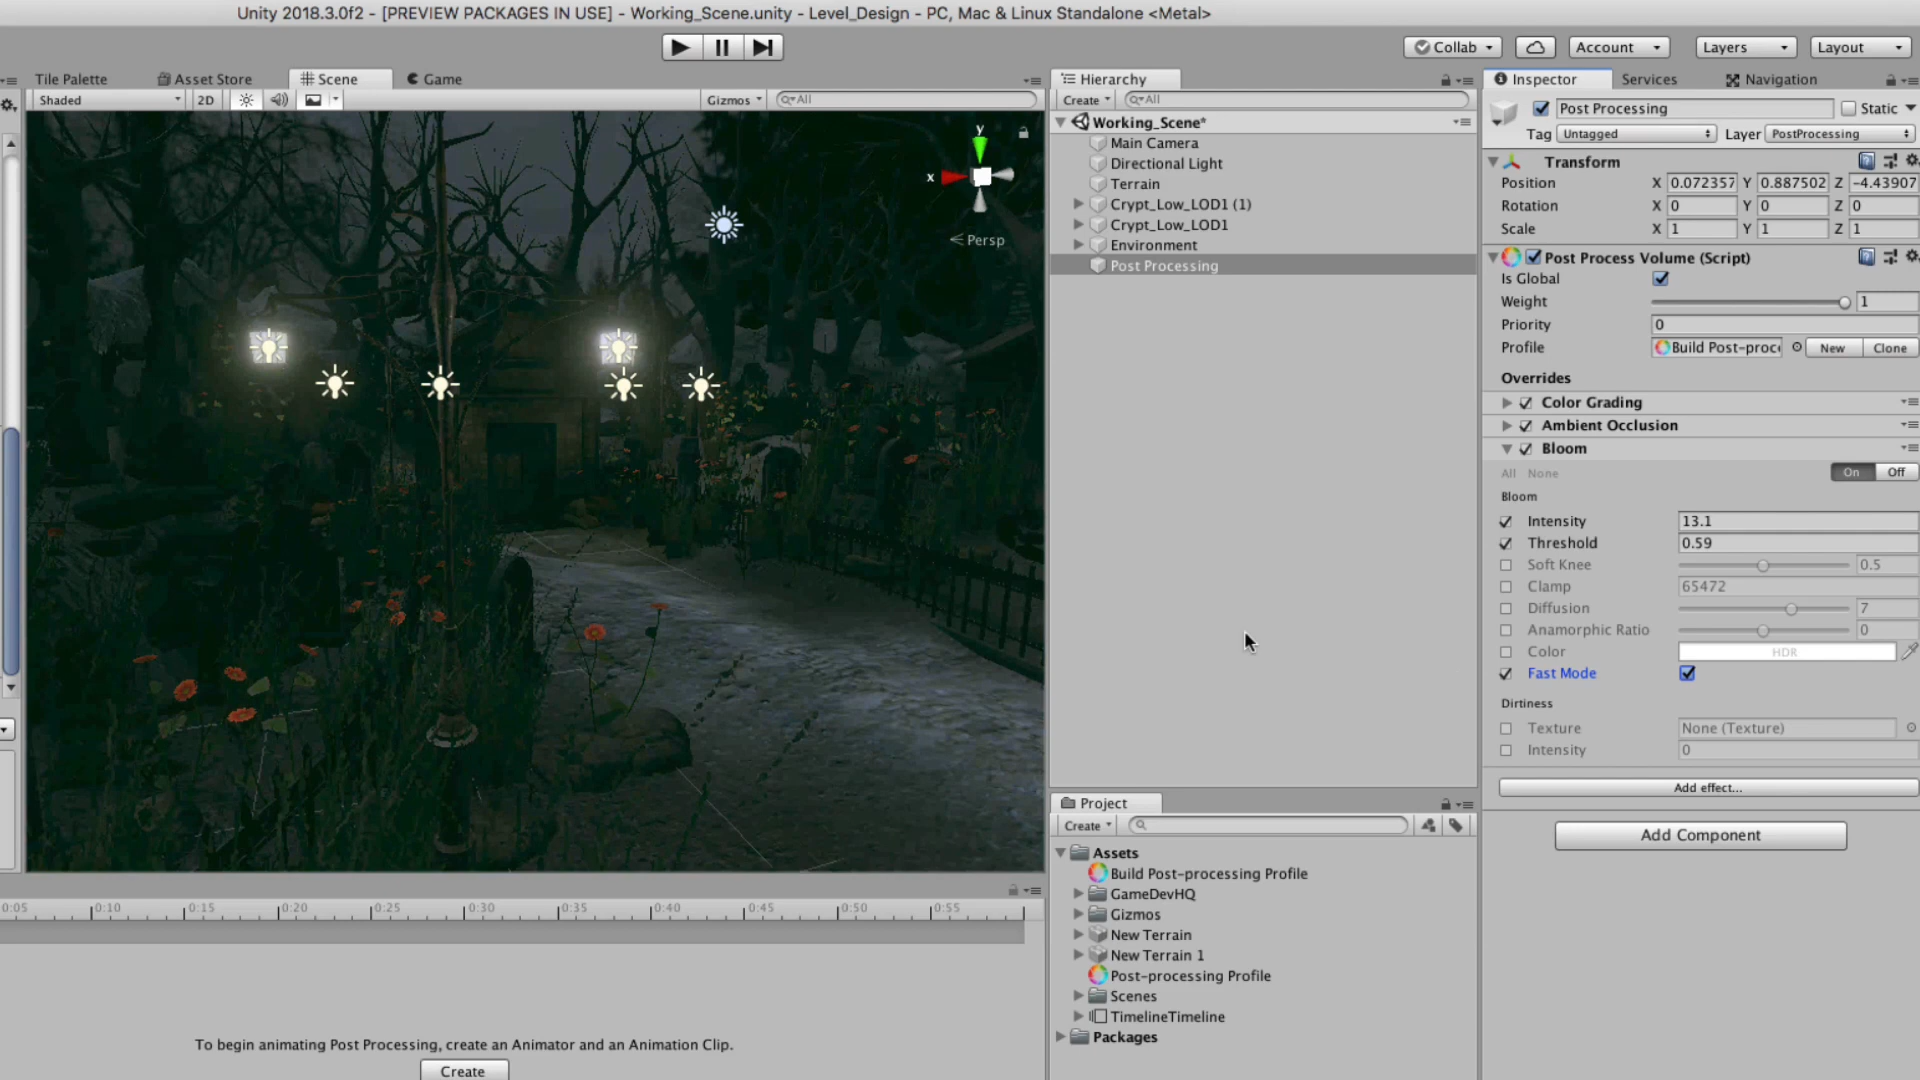 Unity 2018.3.0f2 - [PREVIEW PACKAGES IN USE] - Working_Scene.unity - Level_Design - PC, Mac & Linux Standalone <Metal>
Collab
Account
Layers
Layout
Tile Palette
Asset Store
Scene
Game
Shaded
2D
Gizmos
All
y
x
Persp
Hierarchy
Create
All
Working_Scene*
Main Camera
Directional Light
Terrain
Crypt_Low_LOD1 (1)
Crypt_Low_LOD1
Environment
Post Processing
Inspector
Services
Navigation
Post Processing
Static
Tag Untagged Layer PostProcessing
Transform
Position X 0.072357 Y 0.887502 Z -4.43907
Rotation X 0 Y 0 Z 0
Scale X 1 Y 1 Z 1
Post Process Volume (Script)
Is Global
Weight 1
Priority 0
Profile Build Post-proce New Clone
Overrides
Color Grading
Ambient Occlusion
Bloom
All None On Off
Bloom
Intensity 13.1
Threshold 0.59
Soft Knee 0.5
Clamp 65472
Diffusion 7
Anamorphic Ratio 0
Color HDR
Fast Mode
Dirtiness
Texture None (Texture)
Intensity 0
Add effect...
Add Component
Project
Create
Assets
Build Post-processing Profile
GameDevHQ
Gizmos
New Terrain
New Terrain 1
Post-processing Profile
Scenes
TimelineTimeline
Packages
0:05 0:10 0:15 0:20 0:25 0:30 0:35 0:40 0:45 0:50 0:55
To begin animating Post Processing, create an Animator and an Animation Clip.
Create